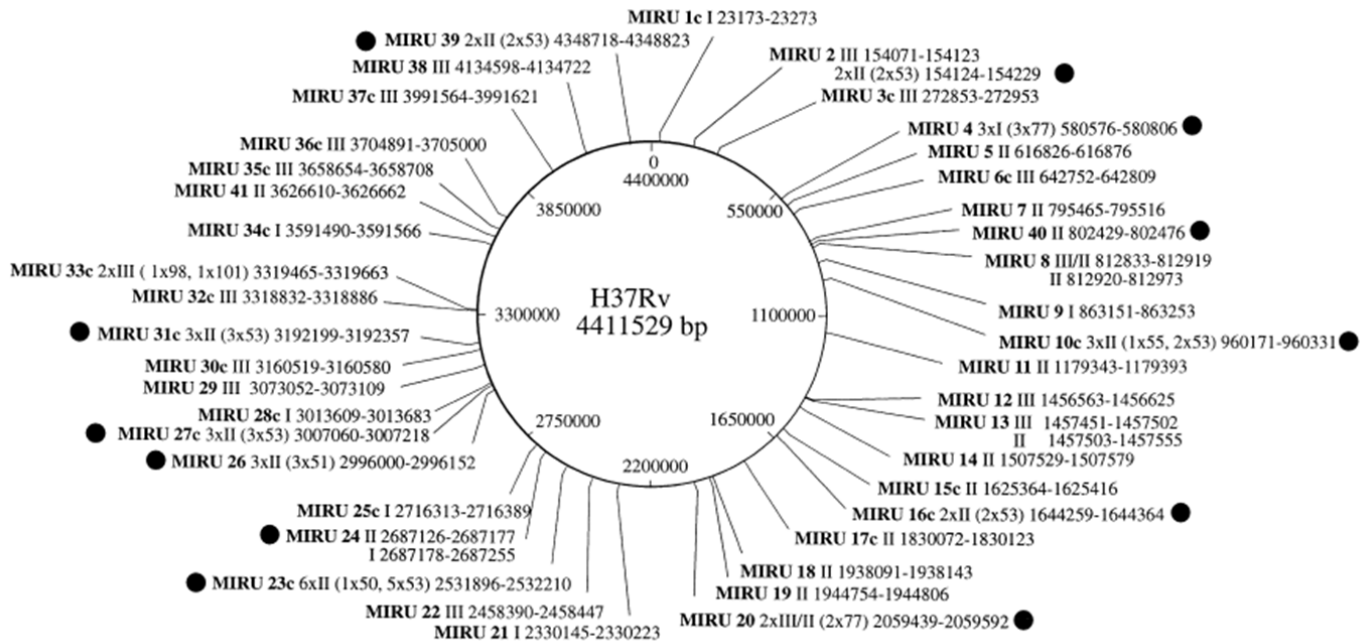 MIRU 1c I 23173-23273
MIRU 2 III 154071-154123
2xII (2x53) 154124-154229
MIRU 3c III 272853-272953
MIRU 4 3xI (3x77) 580576-580806
MIRU 5 II 616826-616876
MIRU 6c III 642752-642809
MIRU 7 II 795465-795516
MIRU 40 II 802429-802476
MIRU 8 III/II 812833-812919
II 812920-812973
MIRU 9 I 863151-863253
MIRU 10c 3xII (1x55, 2x53) 960171-960331
MIRU 11 II 1179343-1179393
MIRU 12 III 1456563-1456625
MIRU 13 III 1457451-1457502
II 1457503-1457555
MIRU 14 II 1507529-1507579
MIRU 15c II 1625364-1625416
MIRU 16c 2xII (2x53) 1644259-1644364
MIRU 17c II 1830072-1830123
MIRU 18 II 1938091-1938143
MIRU 19 II 1944754-1944806
MIRU 20 2xIII/II (2x77) 2059439-2059592
MIRU 21 I 2330145-2330223
MIRU 22 III 2458390-2458447
MIRU 23c 6xII (1x50, 5x53) 2531896-2532210
MIRU 24 II 2687126-2687177
I 2687178-2687255
MIRU 25c I 2716313-2716389
MIRU 26 3xII (3x51) 2996000-2996152
MIRU 27c 3xII (3x53) 3007060-3007218
MIRU 28c I 3013609-3013683
MIRU 29 III 3073052-3073109
MIRU 30c III 3160519-3160580
MIRU 31c 3xII (3x53) 3192199-3192357
MIRU 32c III 3318832-3318886
MIRU 33c 2xIII ( 1x98, 1x101) 3319465-3319663
MIRU 34c I 3591490-3591566
MIRU 41 II 3626610-3626662
MIRU 35c III 3658654-3658708
MIRU 36c III 3704891-3705000
MIRU 37c III 3991564-3991621
MIRU 38 III 4134598-4134722
MIRU 39 2xII (2x53) 4348718-4348823
0
4400000
550000
1100000
1650000
2200000
2750000
3300000
3850000
H37Rv
4411529 bp